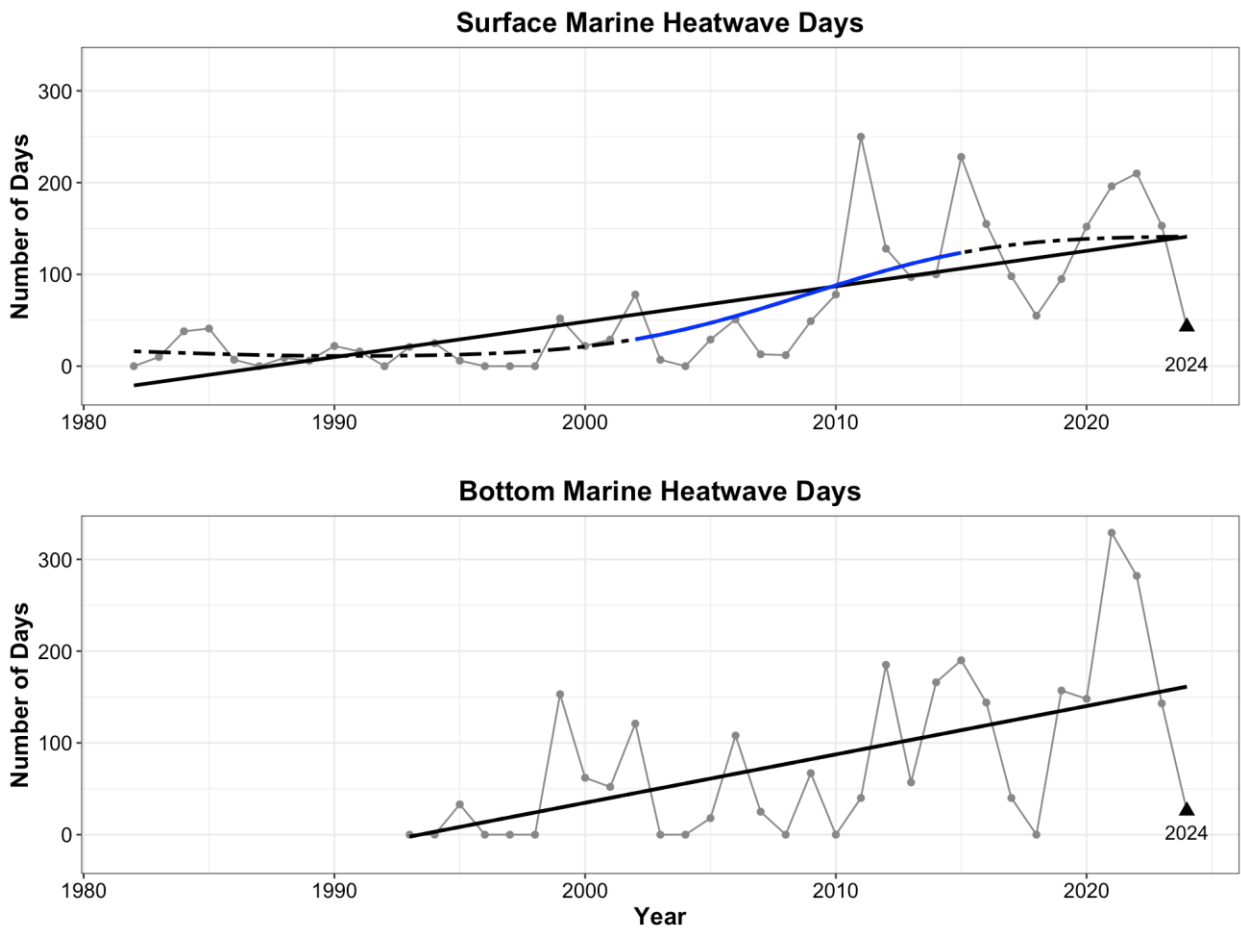 Surface Marine Heatwave Days
Number of Days
300
200
100
0
2024
1980 1990 2000 2010 2020
Bottom Marine Heatwave Days
Number of Days
300
200
100
0
2024
1980 1990 2000 2010 2020
Year